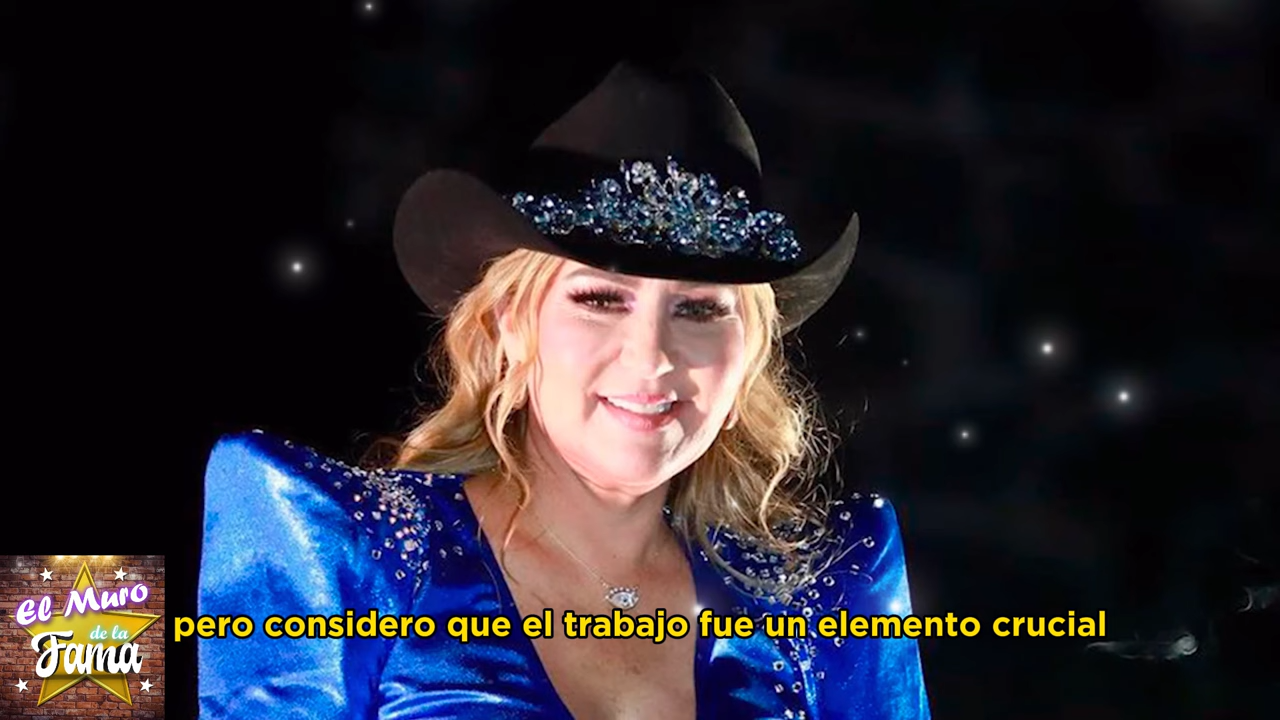 El Muro
de la
Fama
pero considero que el trabajo fue un elemento crucial